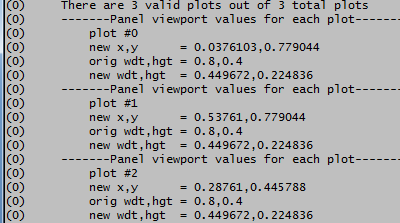 (0) There are 3 valid plots out of 3 total plots
(0) -------Panel viewport values for each plot-------
(0) plot #0
(0) new x,y = 0.0376103,0.779044
(0) orig wdt,hgt = 0.8,0.4
(0) new wdt,hgt = 0.449672,0.224836
(0) -------Panel viewport values for each plot-------
(0) plot #1
(0) new x,y = 0.53761,0.779044
(0) orig wdt,hgt = 0.8,0.4
(0) new wdt,hgt = 0.449672,0.224836
(0) -------Panel viewport values for each plot-------
(0) plot #2
(0) new x,y = 0.28761,0.445788
(0) orig wdt,hgt = 0.8,0.4
(0) new wdt,hgt = 0.449672,0.224836